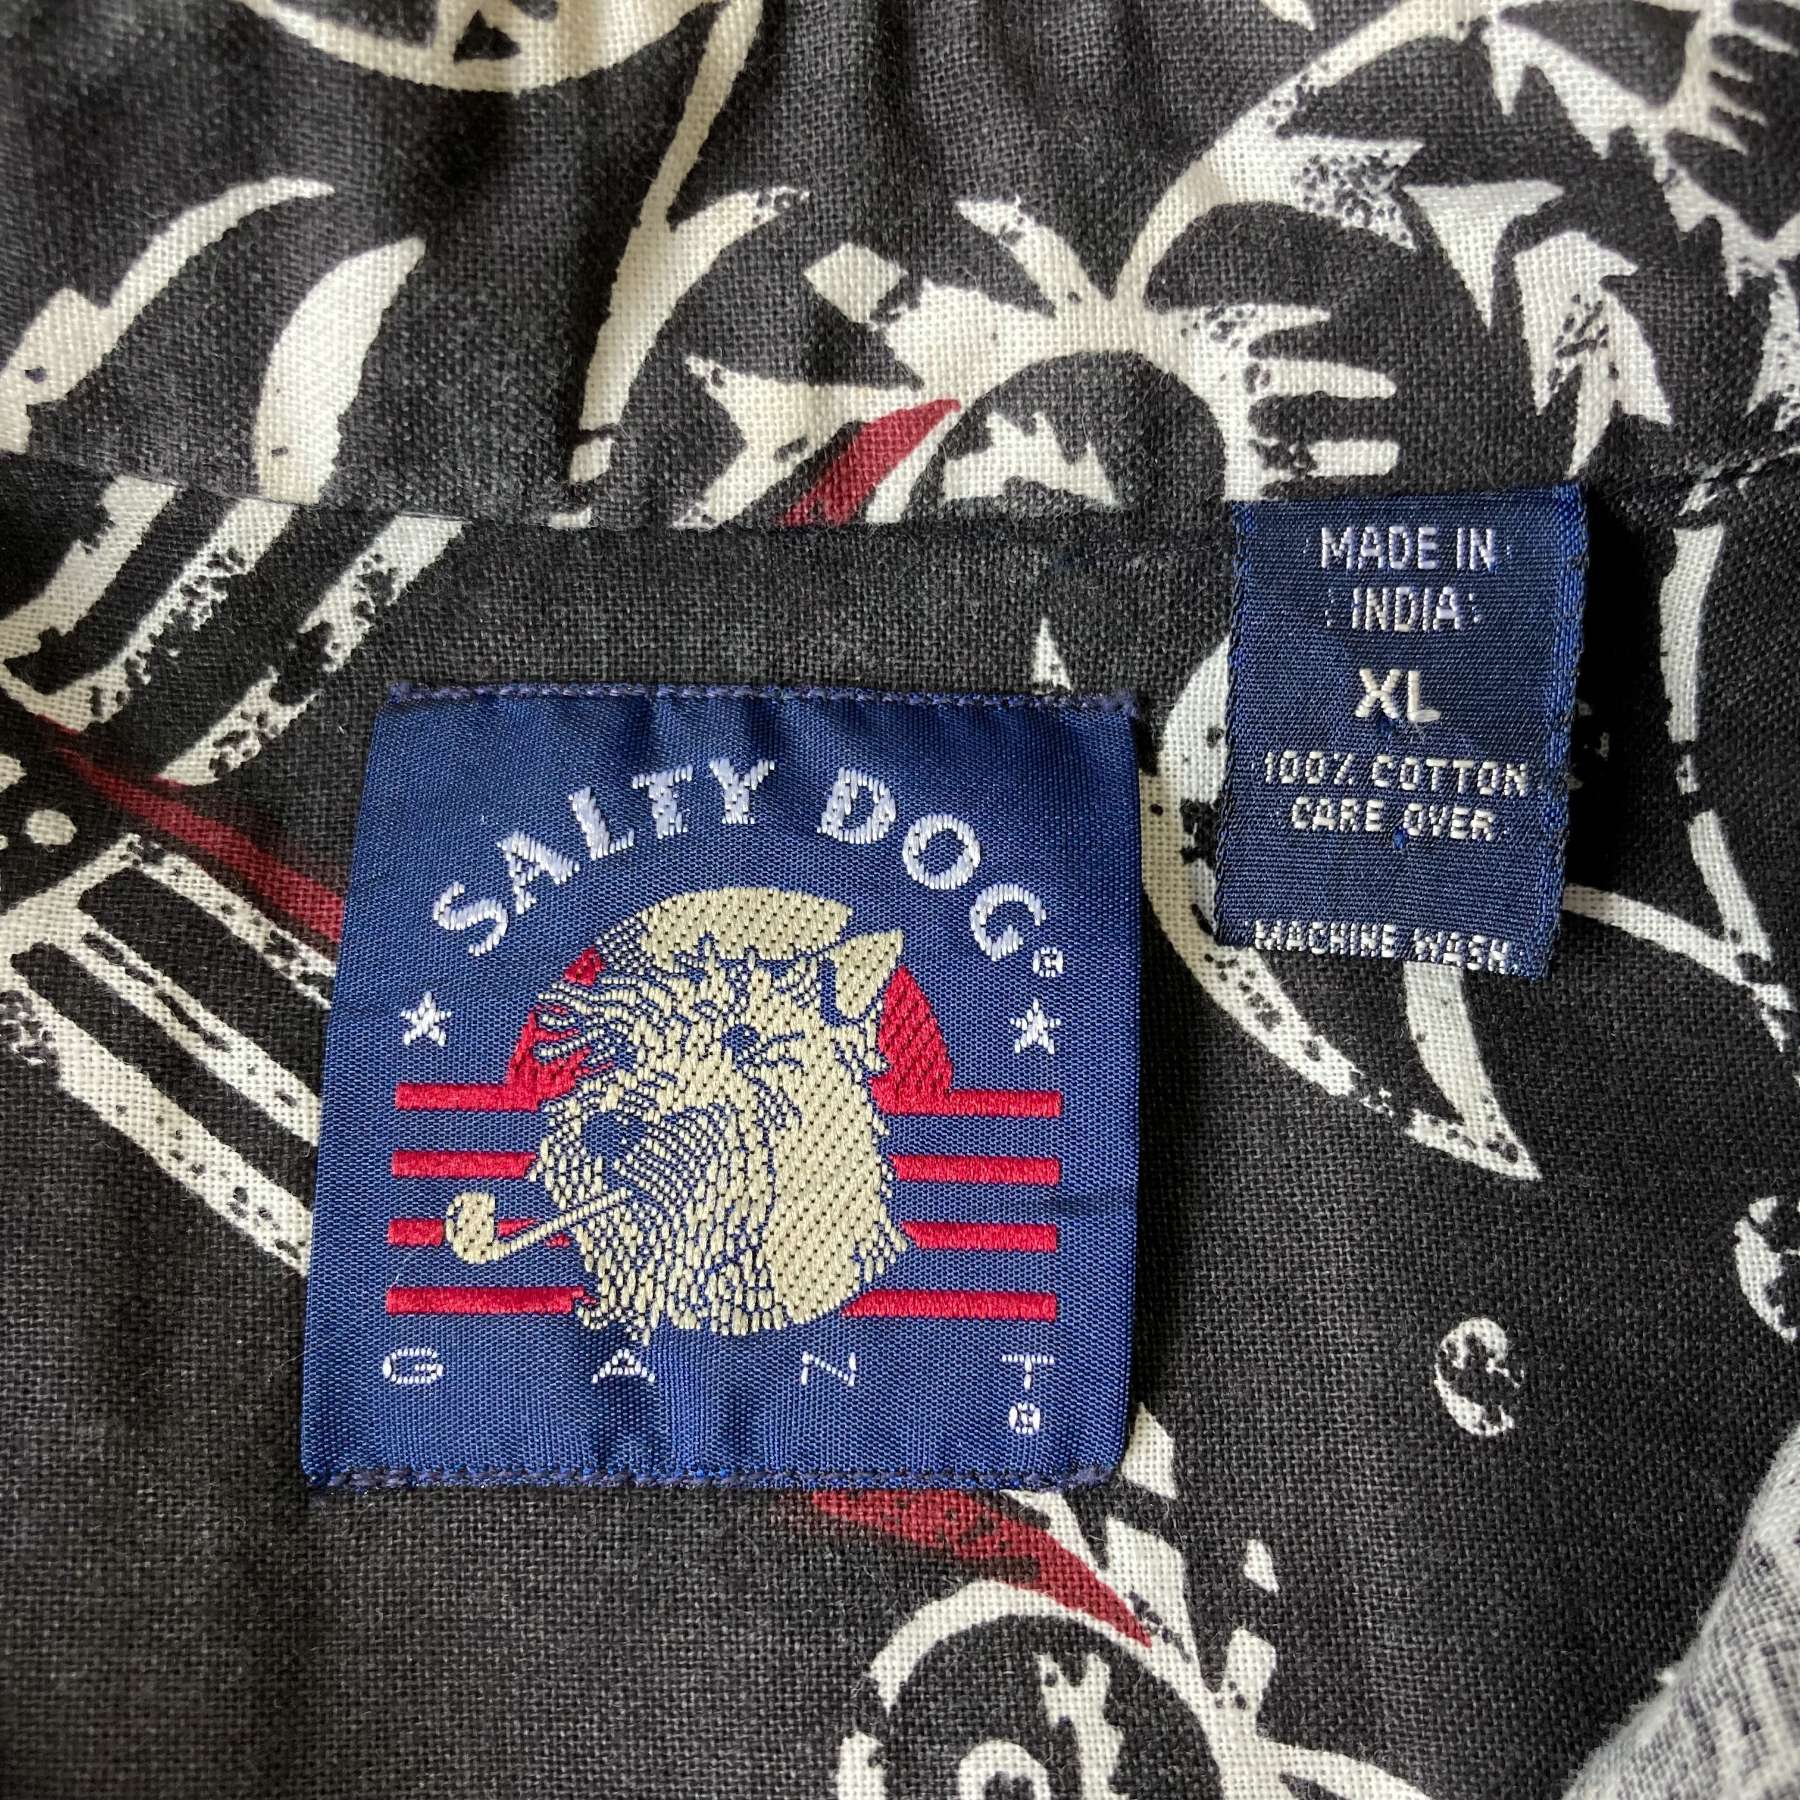 SALTY DOG®
GANT®
MADE IN
INDIA
XL
100% COTTON
CARE OVER
MACHINE WASH